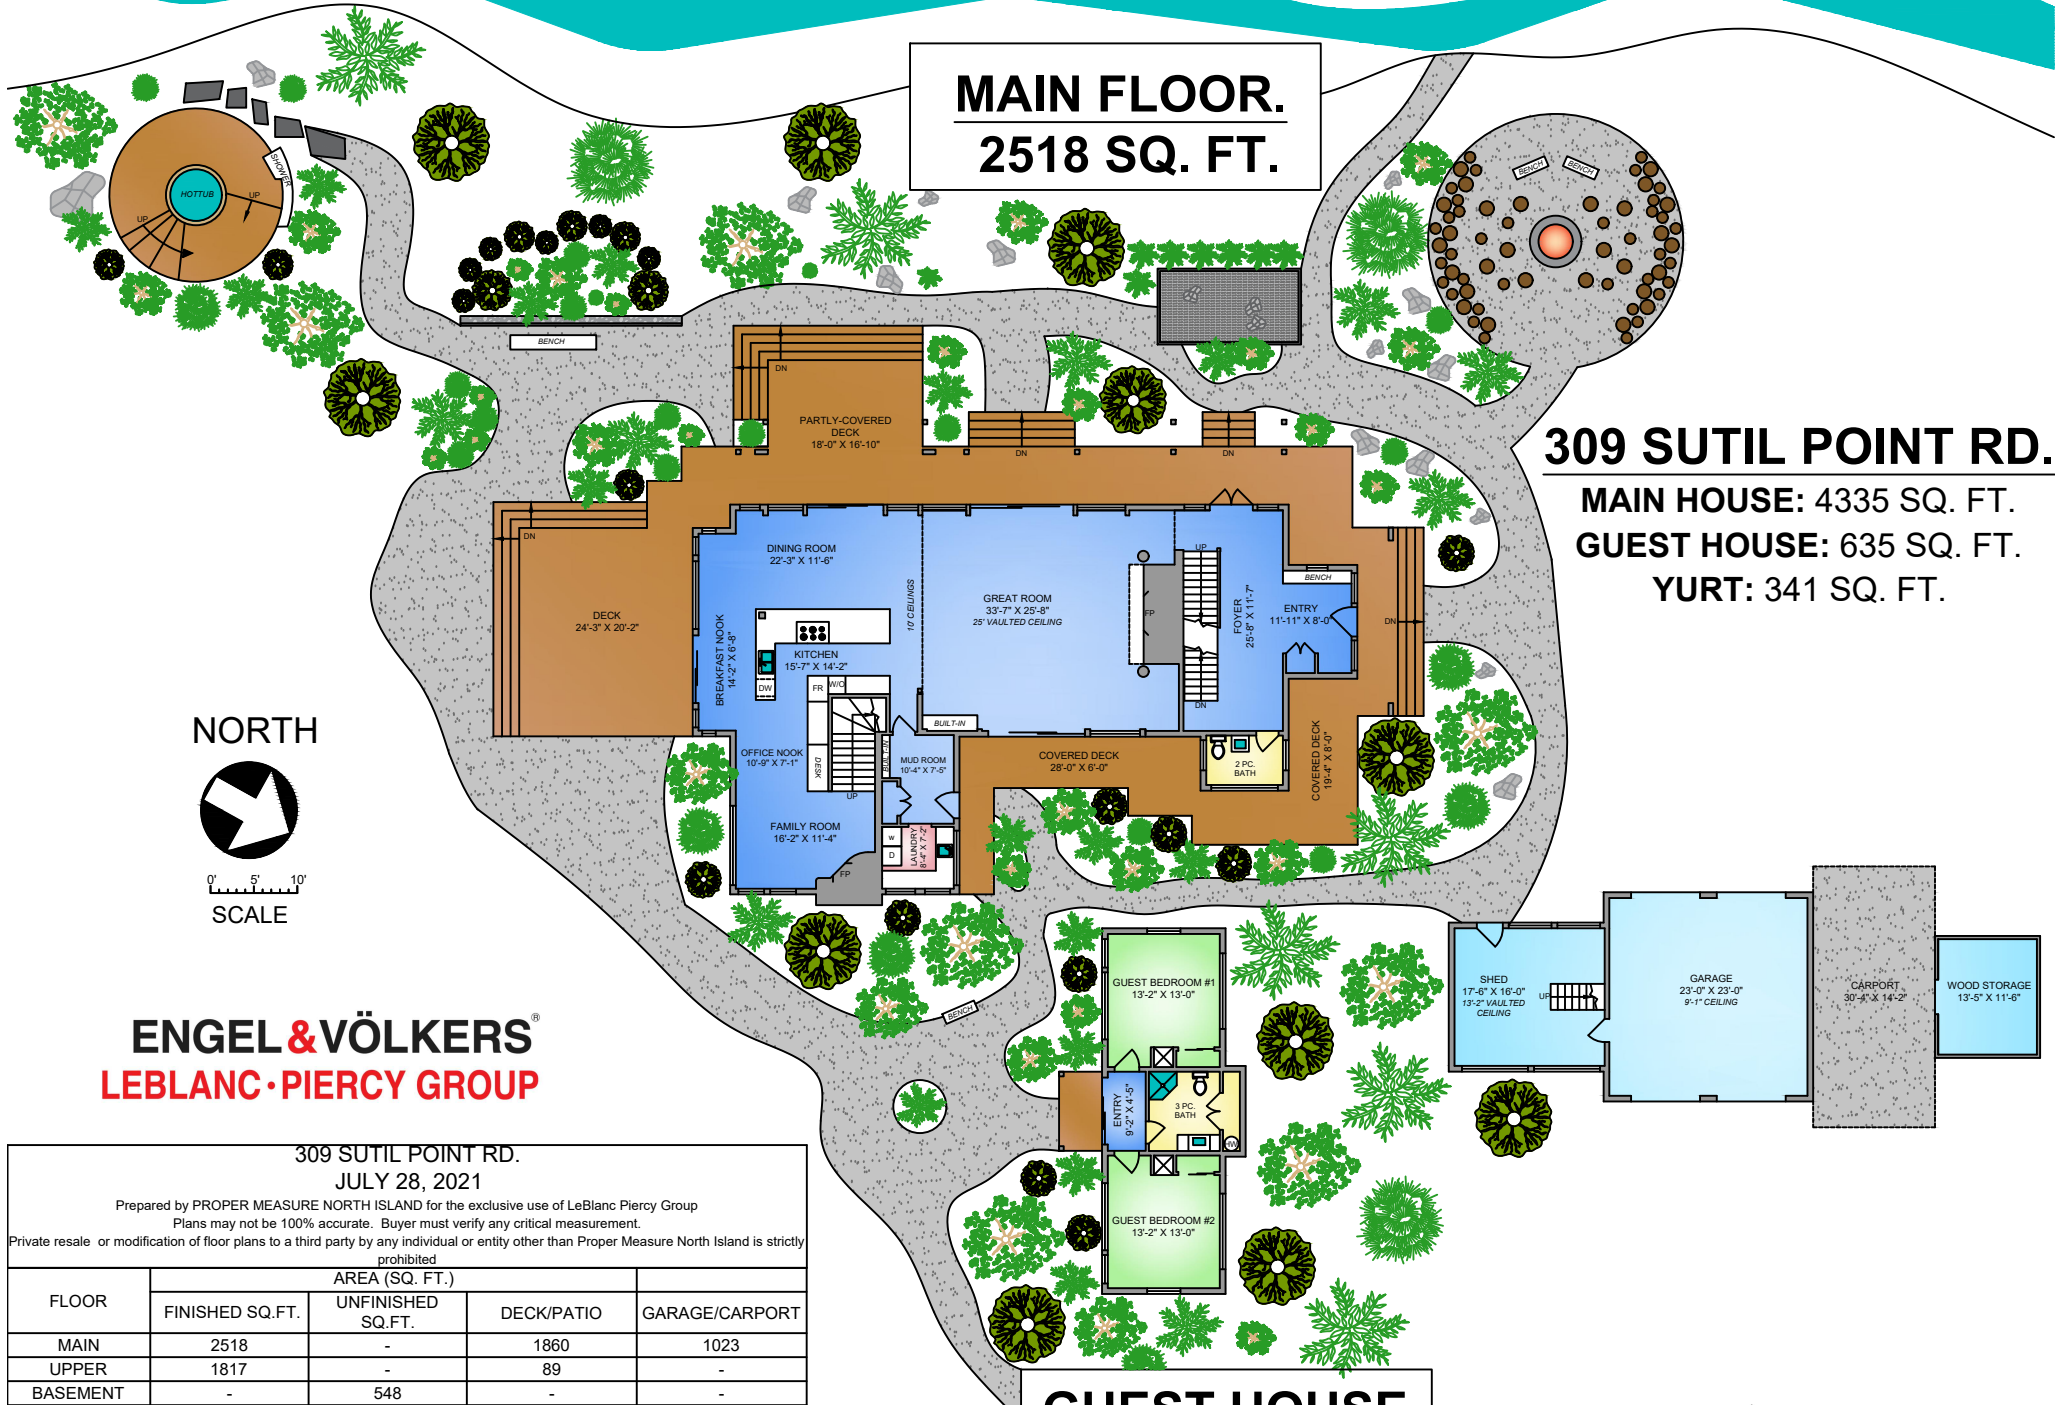 MAIN FLOOR.
2518 SQ. FT.
SHOWER
HOTTUB
UP
UP
BENCH
BENCH
BENCH
DN
PARTLY-COVERED
DECK
18'-0" X 16'-10"
DN
DN
309 SUTIL POINT RD.
MAIN HOUSE: 4335 SQ. FT.
GUEST HOUSE: 635 SQ. FT.
YURT: 341 SQ. FT.
DN
DECK
24'-3" X 20'-2"
DINING ROOM
22'-3" X 11'-6"
10' CEILINGS
GREAT ROOM
33'-7" X 25'-8"
25' VAULTED CEILING
FP
UP
DN
FOYER
25'-8" X 11'-7"
BENCH
ENTRY
11'-11" X 8'-0"
DN
BREAKFAST NOOK
14'-2" X 6'-8"
KITCHEN
15'-7" X 14'-2"
DW
FR
W/O
BUILT-IN
OFFICE NOOK
10'-9" X 7'-1"
DESK
UP
BUILT-IN
MUD ROOM
10'-4" X 7'-5"
COVERED DECK
28'-0" X 6'-0"
2 PC.
BATH
COVERED DECK
19'-4" X 8'-0"
FAMILY ROOM
16'-2" X 11'-4"
FP
W
D
LAUNDRY
8'-4" X 7'-2"
NORTH
0' 5' 10'
SCALE
BENCH
GUEST BEDROOM #1
13'-2" X 13'-0"
ENTRY
9'-2" X 4'-5"
3 PC.
BATH
HW
GUEST BEDROOM #2
13'-2" X 13'-0"
SHED
17'-6" X 16'-0"
13'-2" VAULTED
CEILING
UP
GARAGE
23'-0" X 23'-0"
9'-1" CEILING
CARPORT
30'-4" X 14'-2"
WOOD STORAGE
13'-5" X 11'-6"
ENGEL&VÖLKERS®
LEBLANC·PIERCY GROUP
309 SUTIL POINT RD.
JULY 28, 2021
Prepared by PROPER MEASURE NORTH ISLAND for the exclusive use of LeBlanc Piercy Group
Plans may not be 100% accurate. Buyer must verify any critical measurement.
Private resale or modification of floor plans to a third party by any individual or entity other than Proper Measure North Island is strictly
prohibited
AREA (SQ. FT.)
FLOOR FINISHED SQ.FT. UNFINISHED SQ.FT. DECK/PATIO GARAGE/CARPORT
MAIN 2518 - 1860 1023
UPPER 1817 - 89 -
BASEMENT - 548 - -
GUEST HOUSE